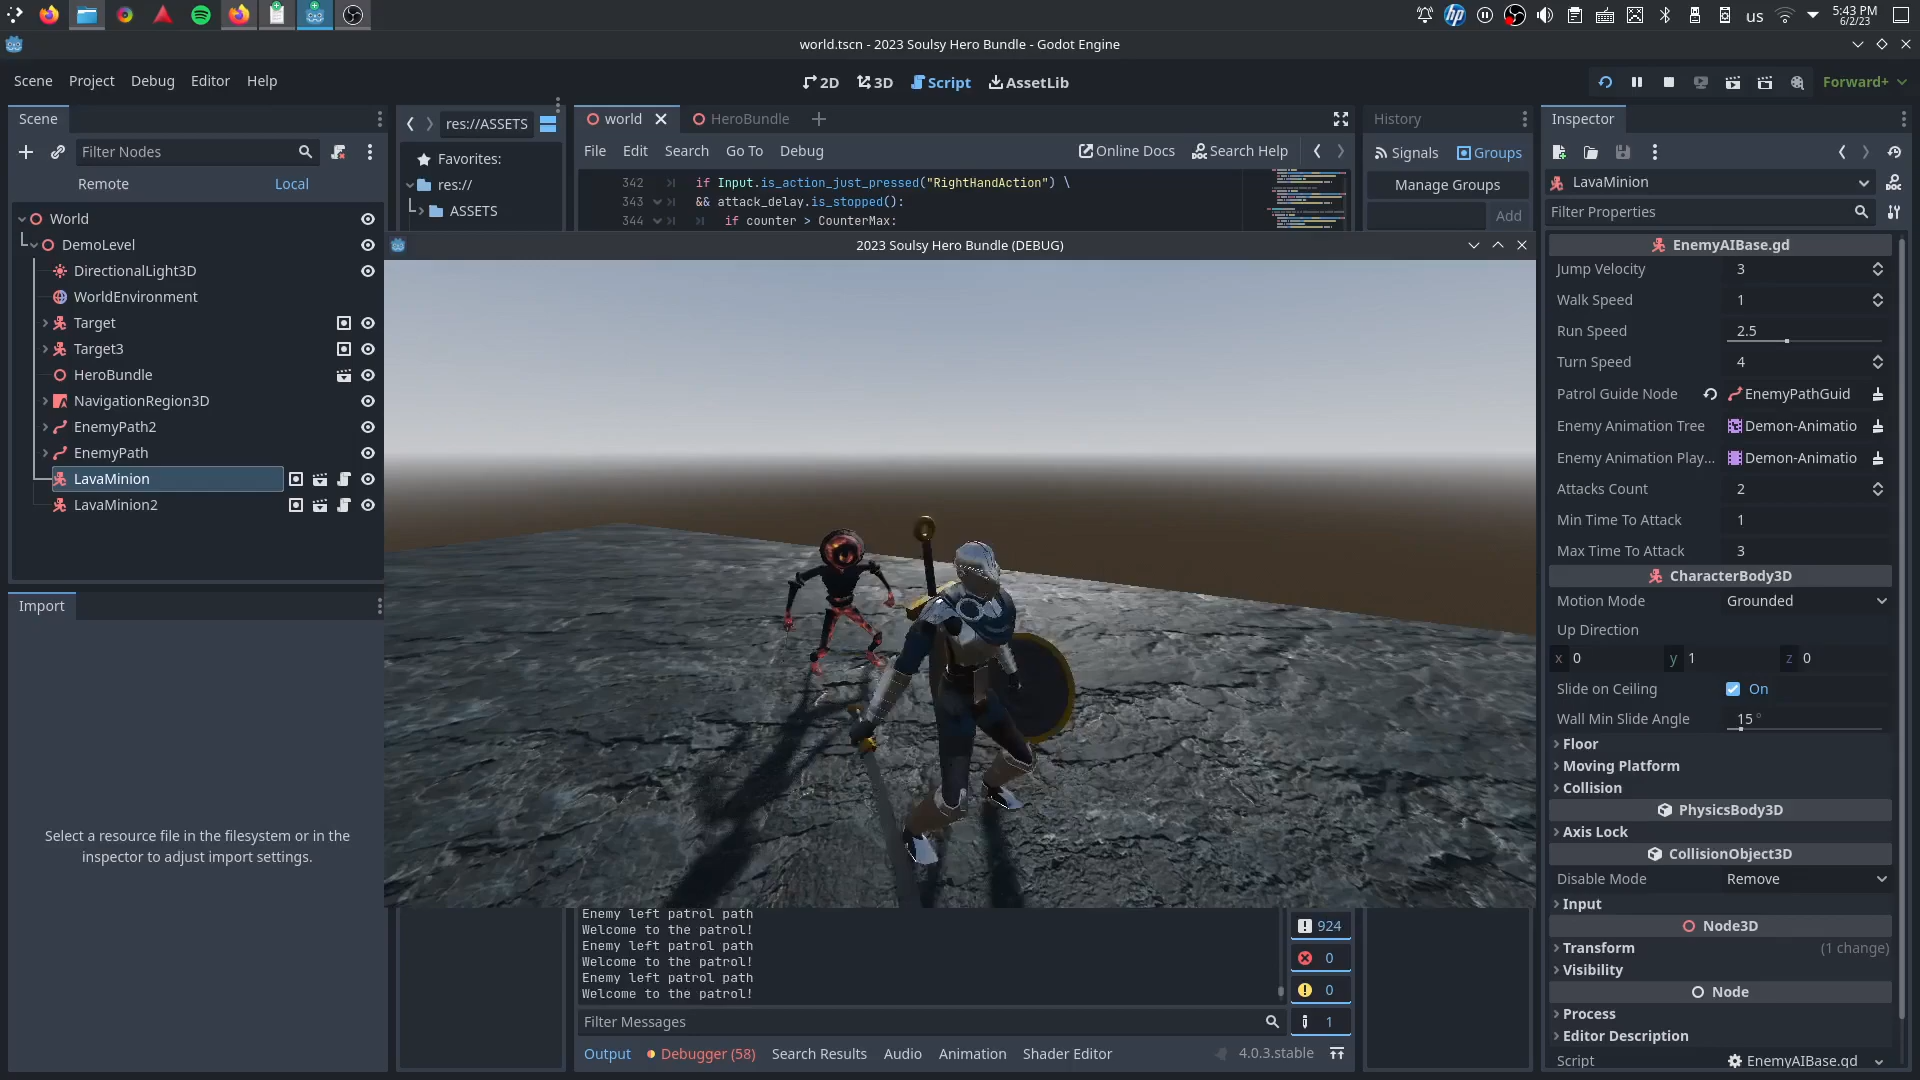 us
5:43 PM
6/2/23
world.tscn - 2023 Soulsy Hero Bundle - Godot Engine
Scene Project Debug Editor Help
2D 3D Script AssetLib
Forward+
Scene
Filter Nodes
Remote Local
World
DemoLevel
DirectionalLight3D
WorldEnvironment
Target
Target3
HeroBundle
NavigationRegion3D
EnemyPath2
EnemyPath
LavaMinion
LavaMinion2
Import
Select a resource file in the filesystem or in the
inspector to adjust import settings.
res://ASSETS
Favorites:
res://
ASSETS
world HeroBundle
File Edit Search Go To Debug Online Docs Search Help
342 if Input.is_action_just_pressed("RightHandAction") \
343 && attack_delay.is_stopped():
344 if counter > CounterMax:
2023 Soulsy Hero Bundle (DEBUG)
Enemy left patrol path
Welcome to the patrol!
Enemy left patrol path
Welcome to the patrol!
Enemy left patrol path
Welcome to the patrol!
924
0
0
1
Filter Messages
Output Debugger (58) Search Results Audio Animation Shader Editor 4.0.3.stable
History
Signals Groups
Manage Groups
Add
Inspector
LavaMinion
Filter Properties
EnemyAIBase.gd
Jump Velocity 3
Walk Speed 1
Run Speed 2.5
Turn Speed 4
Patrol Guide Node EnemyPathGuid
Enemy Animation Tree Demon-Animatio
Enemy Animation Play... Demon-Animatio
Attacks Count 2
Min Time To Attack 1
Max Time To Attack 3
CharacterBody3D
Motion Mode Grounded
Up Direction
x 0 y 1 z 0
Slide on Ceiling On
Wall Min Slide Angle 15 °
Floor
Moving Platform
Collision
PhysicsBody3D
Axis Lock
CollisionObject3D
Disable Mode Remove
Input
Node3D
Transform (1 change)
Visibility
Node
Process
Editor Description
Script EnemyAIBase.gd